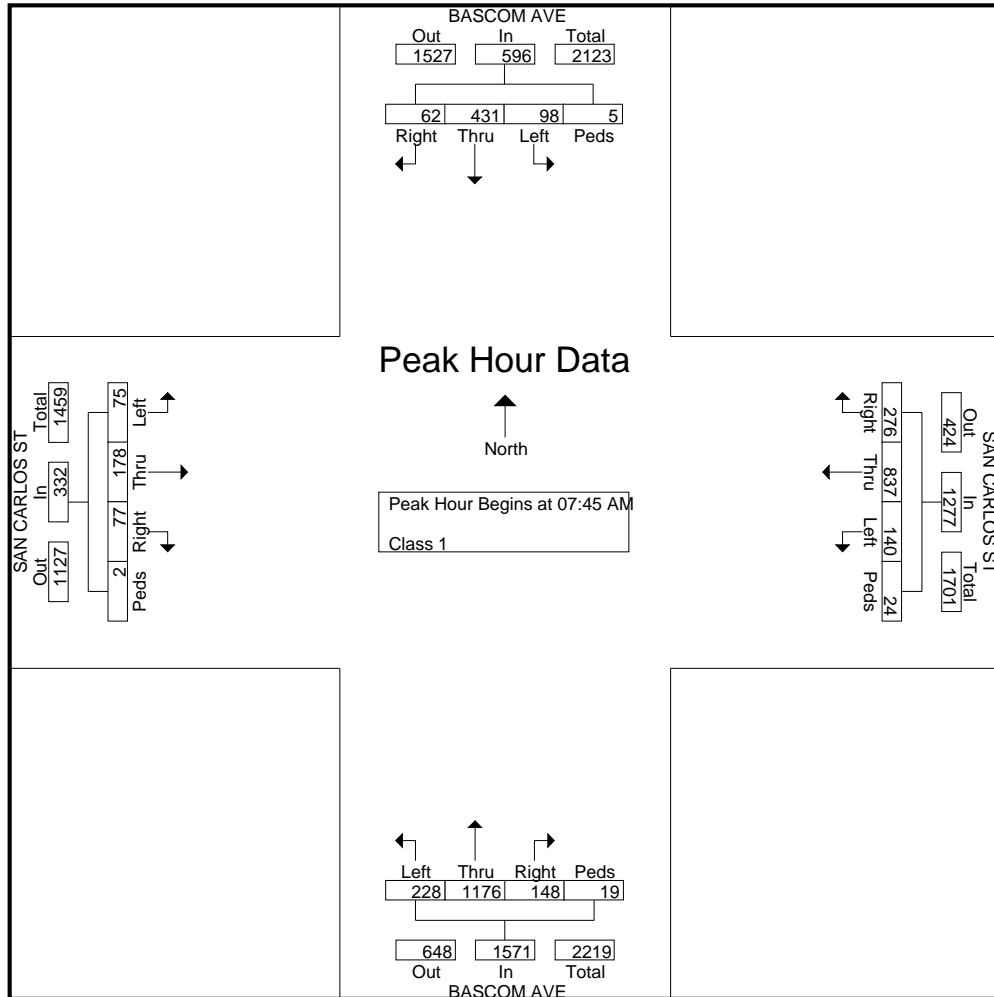 BASCOM AVE
Out In Total
1527 596 2123
62 431 98 5
Right Thru Left Peds
Peak Hour Data
North
Peak Hour Begins at 07:45 AM
Class 1
SAN CARLOS ST
Total In Out
1459 332 1127
75 178 77 2
Left Thru Right Peds
SAN CARLOS ST
Out In Total
424 1277 1701
276 837 140 24
Right Thru Left Peds
Left Thru Right Peds
228 1176 148 19
648 1571 2219
Out In Total
BASCOM AVE